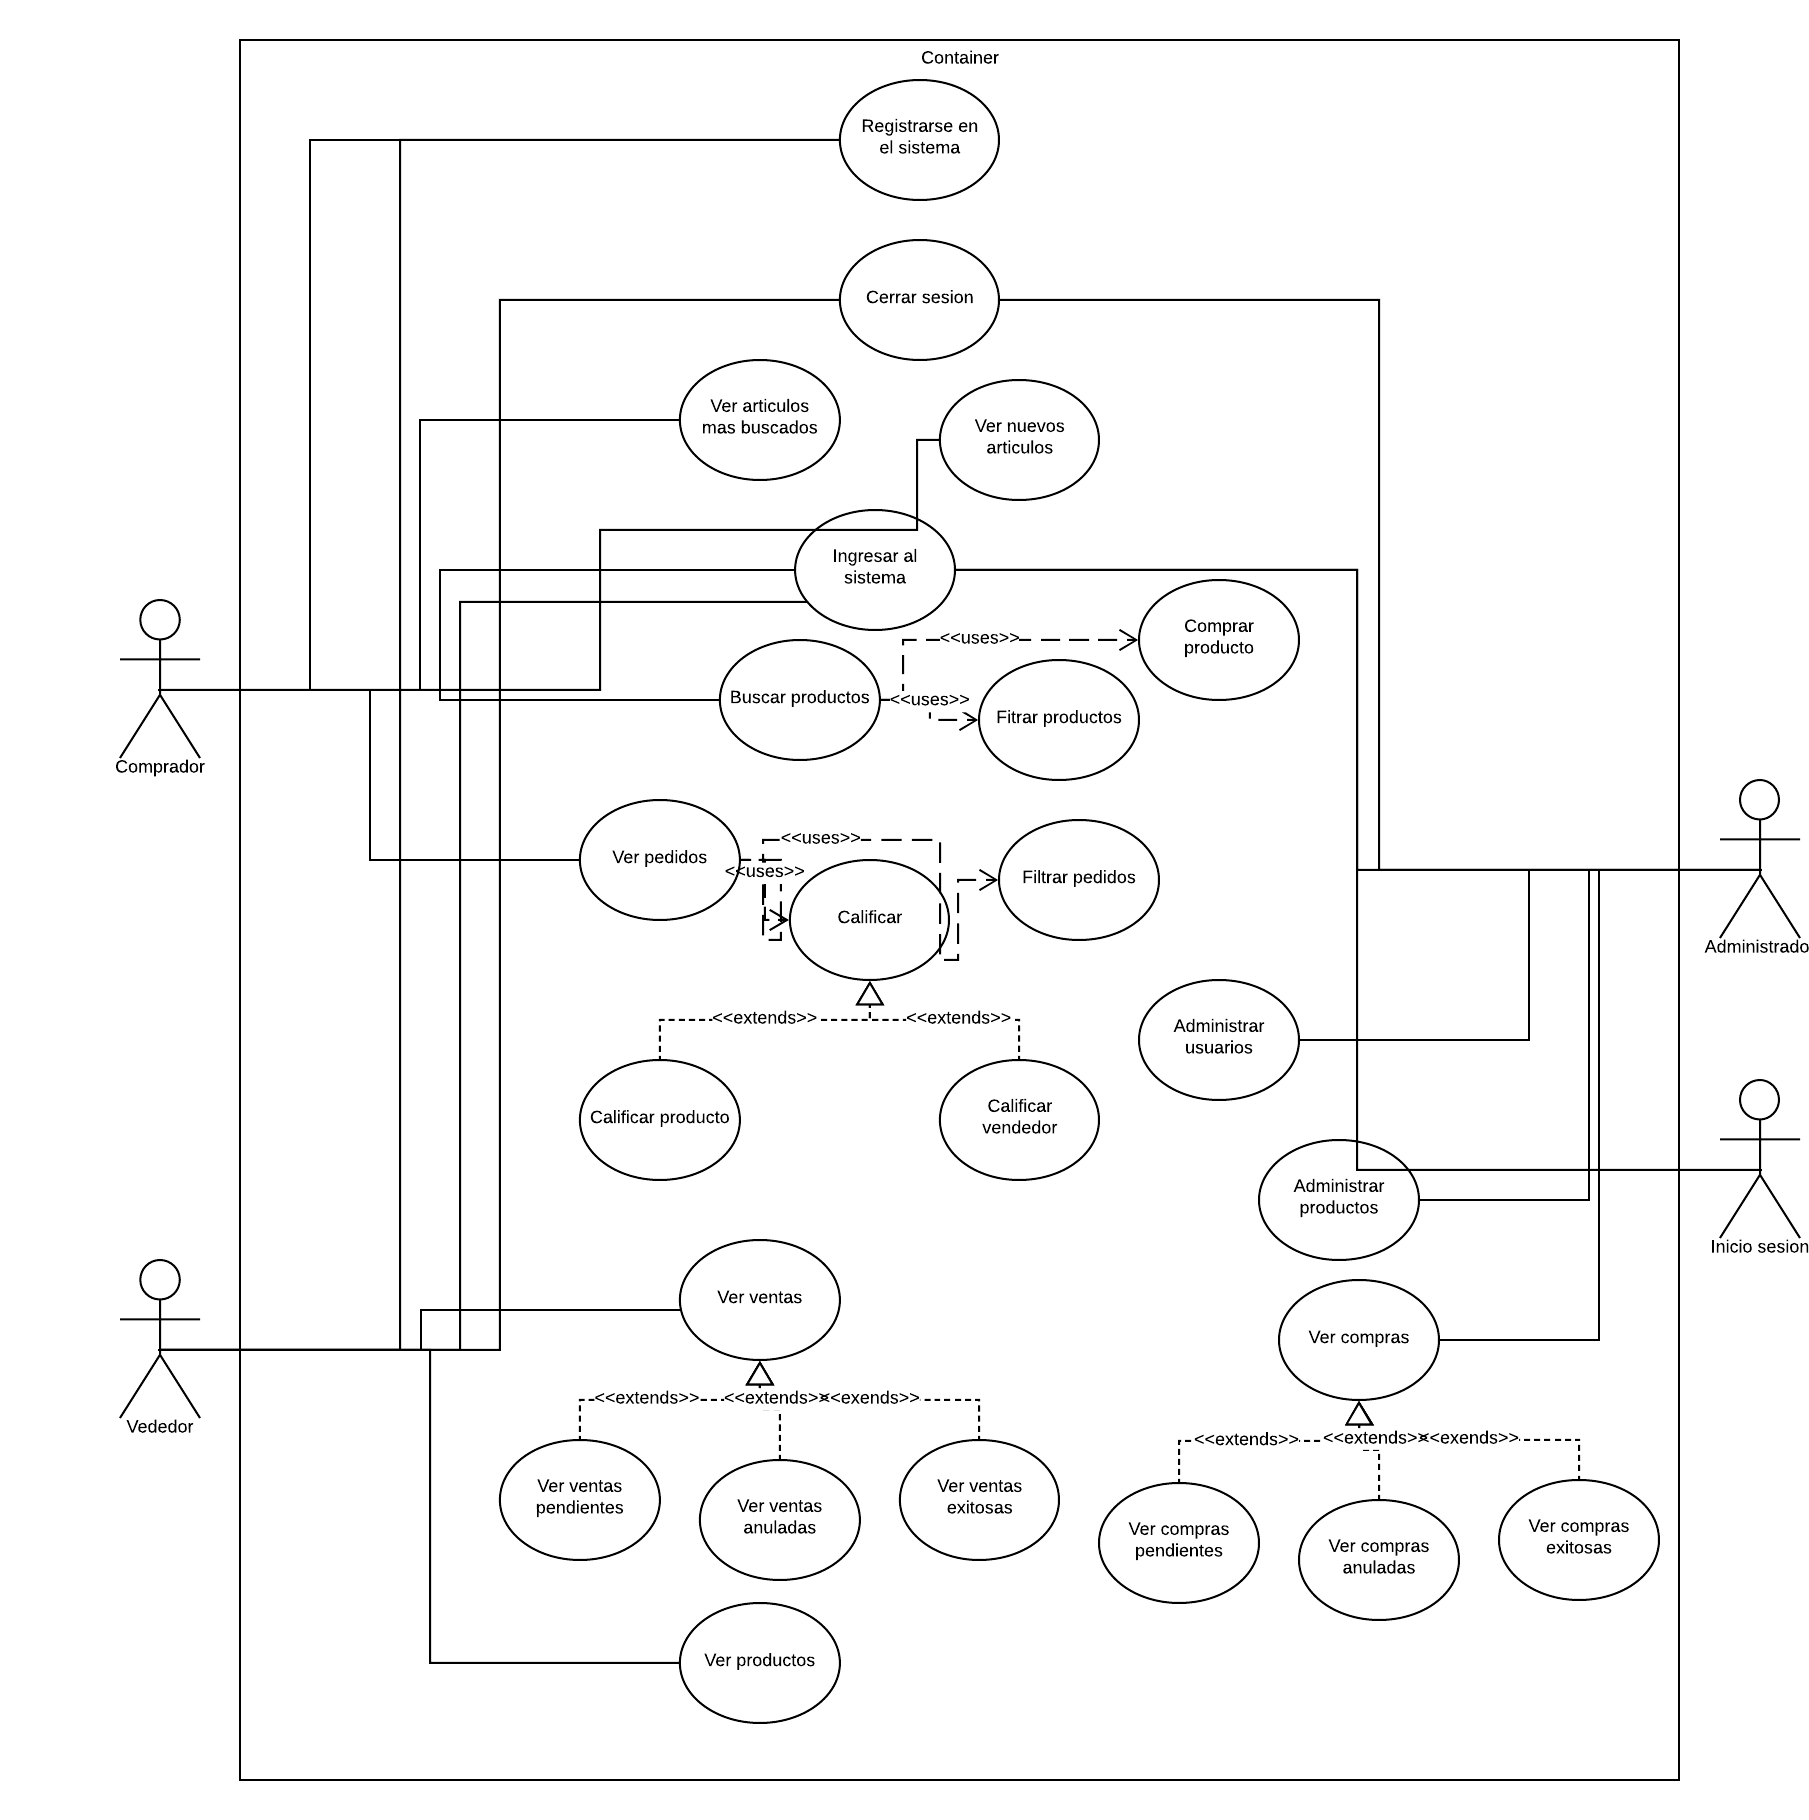 Container
Registrarse en
el sistema
Cerrar sesion
Ver articulos
mas buscados
Ver nuevos
articulos
Ingresar al
sistema
Comprar
producto
<<uses>>
Buscar productos
<<uses>>
Fitrar productos
Comprador
<<uses>>
Ver pedidos
<<uses>>
Filtrar pedidos
Calificar
Administrado
<<extends>>
<<extends>>
Administrar
usuarios
Calificar producto
Calificar
vendedor
Administrar
productos
Inicio sesion
Ver ventas
Ver compras
Vededor
<<extends>>
<<extends>>
<<exends>>
<<extends>>
<<extends>>
<<exends>>
Ver ventas
pendientes
Ver ventas
anuladas
Ver ventas
exitosas
Ver compras
pendientes
Ver compras
anuladas
Ver compras
exitosas
Ver productos